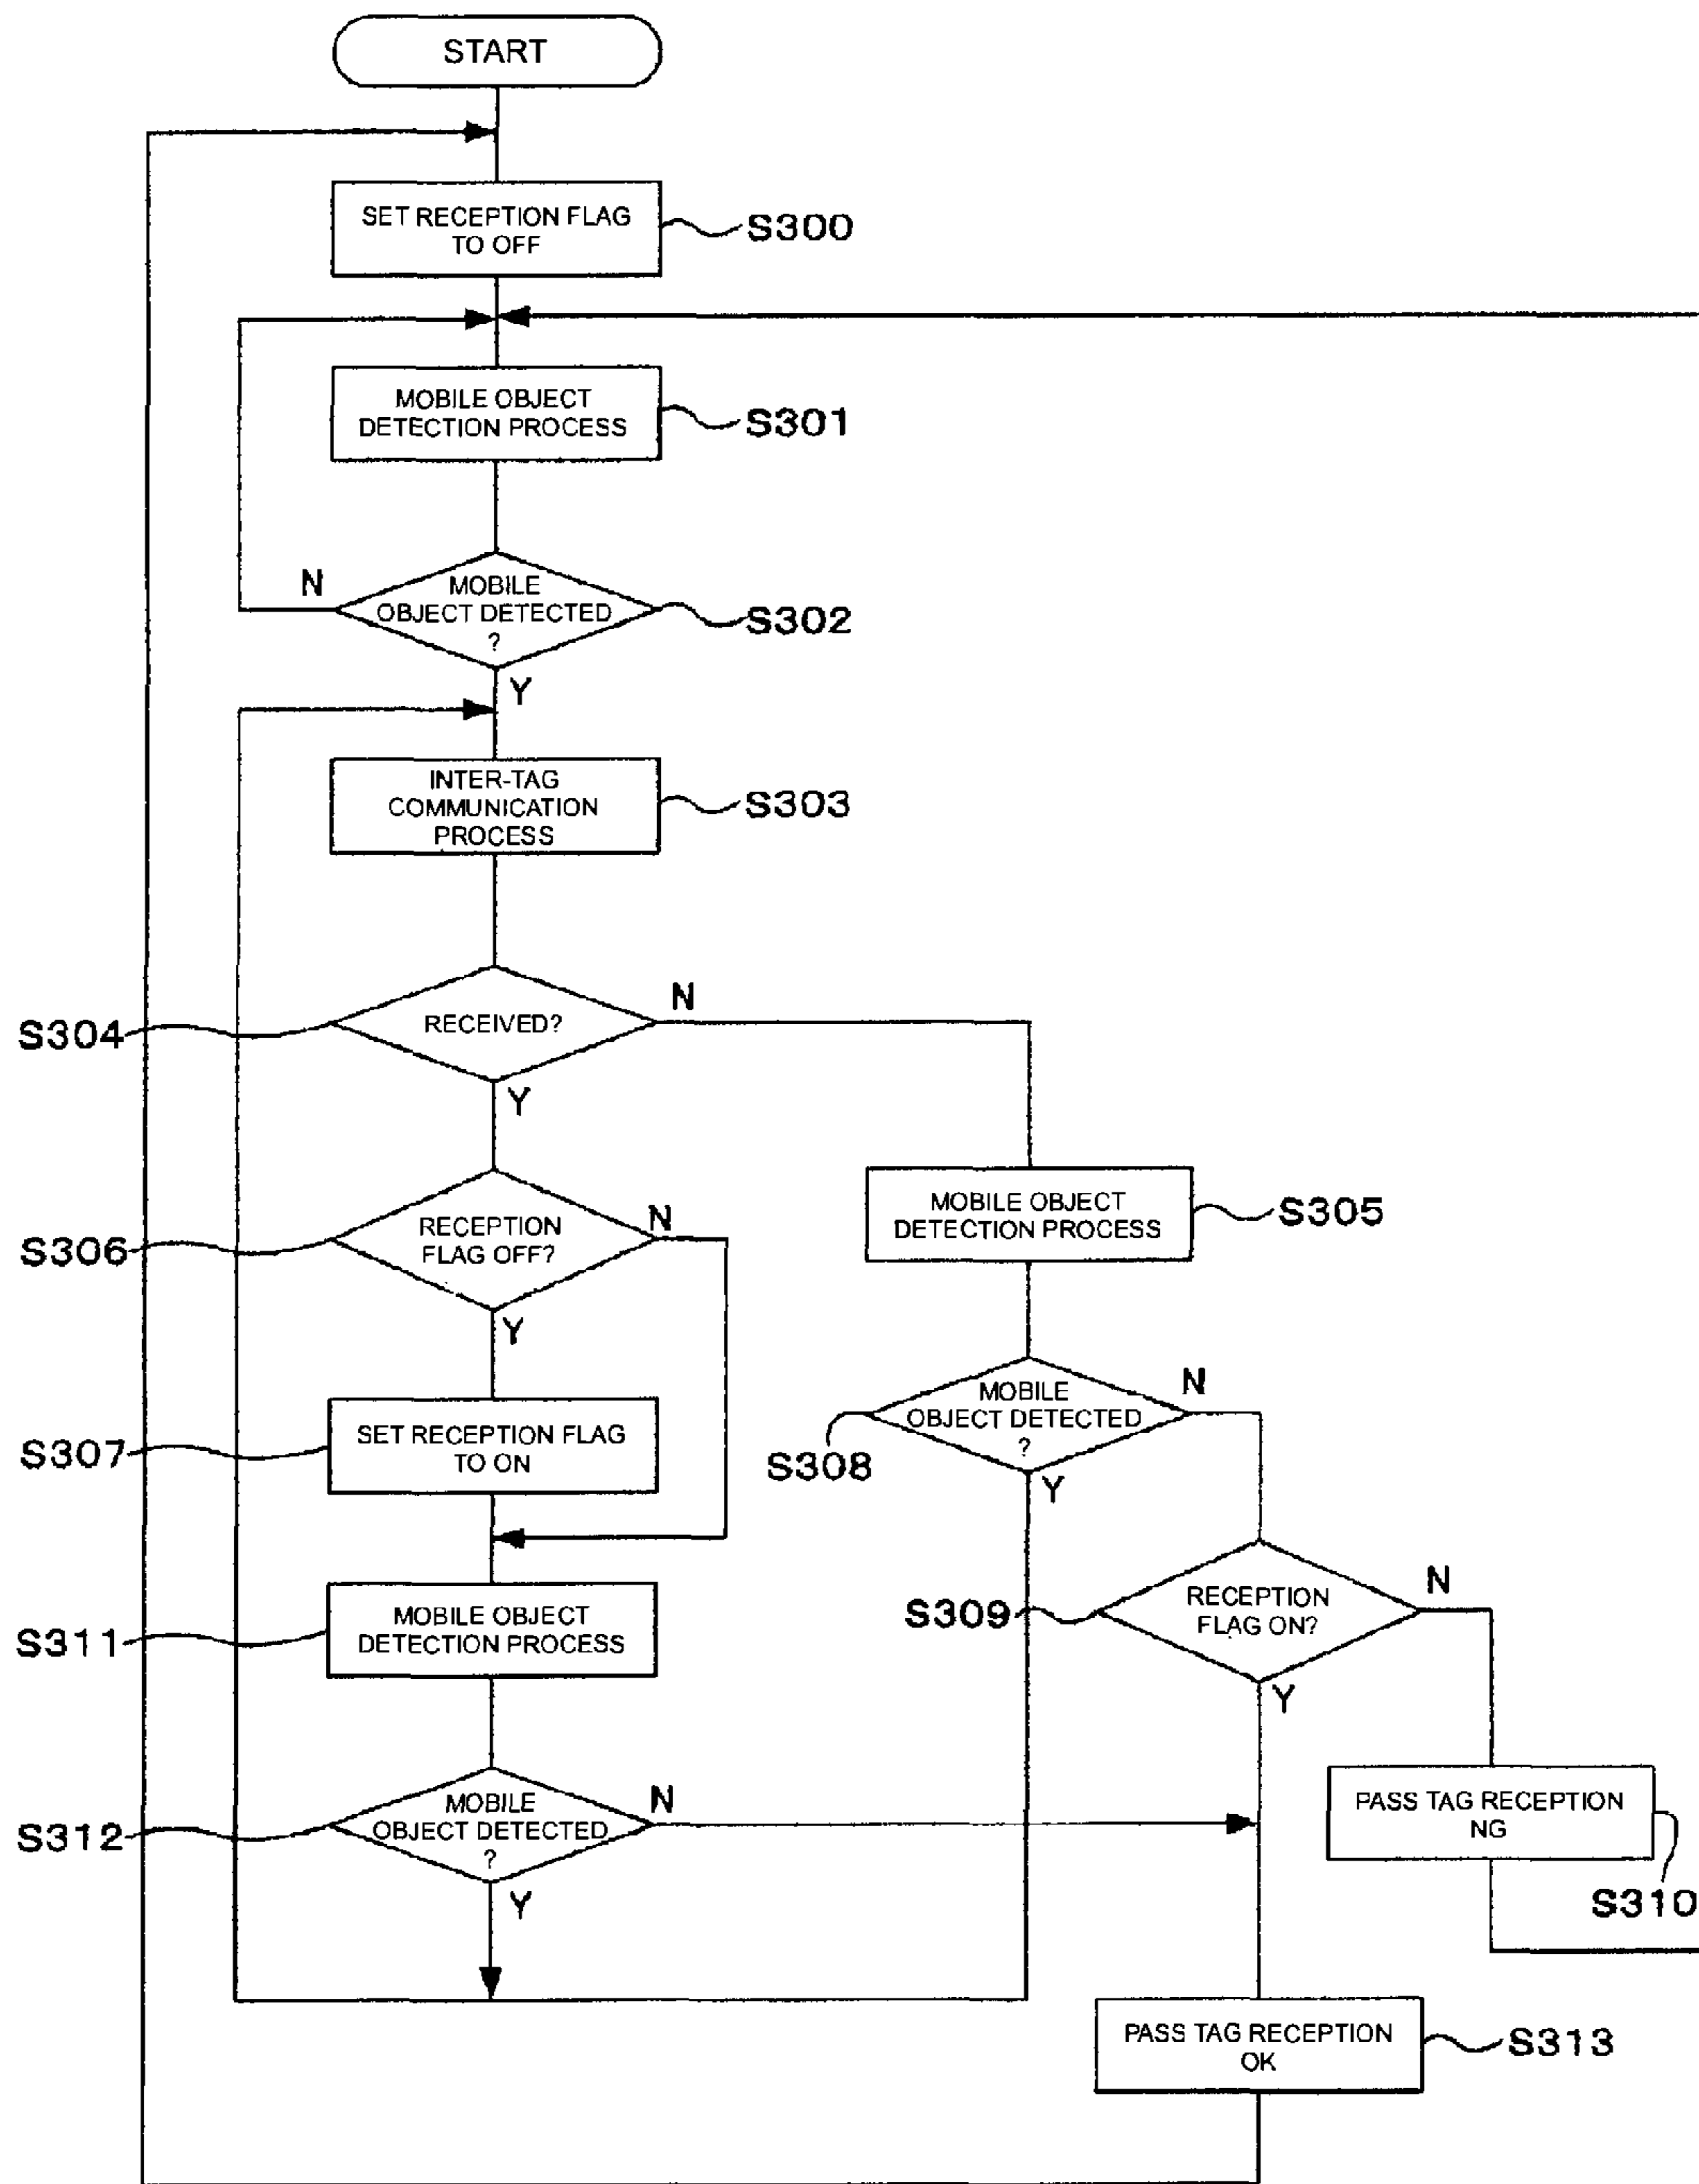 START
SET RECEPTION FLAG
TO OFF
S300
MOBILE OBJECT
DETECTION PROCESS
S301
N
MOBILE
OBJECT DETECTED
?
S302
Y
INTER-TAG
COMMUNICATION
PROCESS
S303
S304
RECEIVED?
N
Y
MOBILE OBJECT
DETECTION PROCESS
S305
S306
RECEPTION
FLAG OFF?
N
Y
MOBILE
OBJECT DETECTED
?
N
S308
Y
S307
SET RECEPTION FLAG
TO ON
S309
RECEPTION
FLAG ON?
N
Y
S311
MOBILE OBJECT
DETECTION PROCESS
S312
MOBILE
OBJECT DETECTED
?
N
Y
PASS TAG RECEPTION
NG
S310
PASS TAG RECEPTION
OK
S313